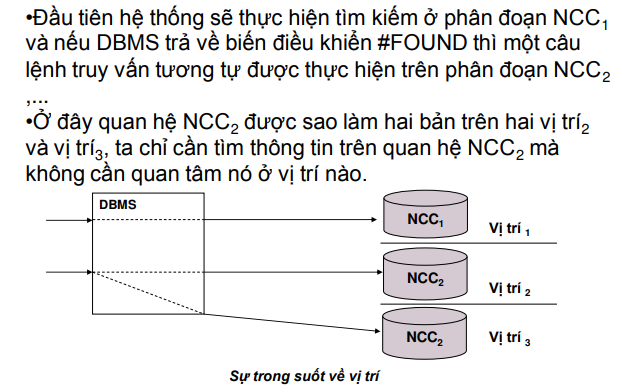 •Đầu tiên hệ thống sẽ thực hiện tìm kiếm ở phân đoạn NCC₁
và nếu DBMS trả về biến điều khiển #FOUND thì một câu
lệnh truy vấn tương tự được thực hiện trên phân đoạn NCC₂
,...
•Ở đây quan hệ NCC₂ được sao làm hai bản trên hai vị trí₂
và vị trí₃, ta chỉ cần tìm thông tin trên quan hệ NCC₂ mà
không cần quan tâm nó ở vị trí nào.
DBMS
NCC₁
Vị trí ₁
NCC₂
Vị trí ₂
NCC₂
Vị trí ₃
Sự trong suốt về vị trí